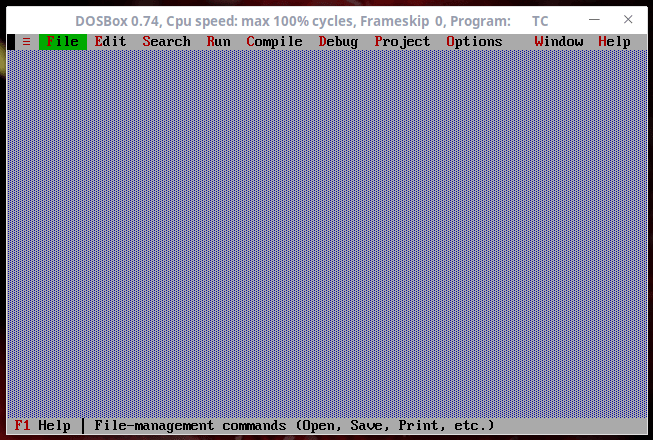 DOSBox 0.74, Cpu speed: max 100% cycles, Frameskip 0, Program: TC
≡ File Edit Search Run Compile Debug Project Options Window Help
F1 Help | File-management commands (Open, Save, Print, etc.)